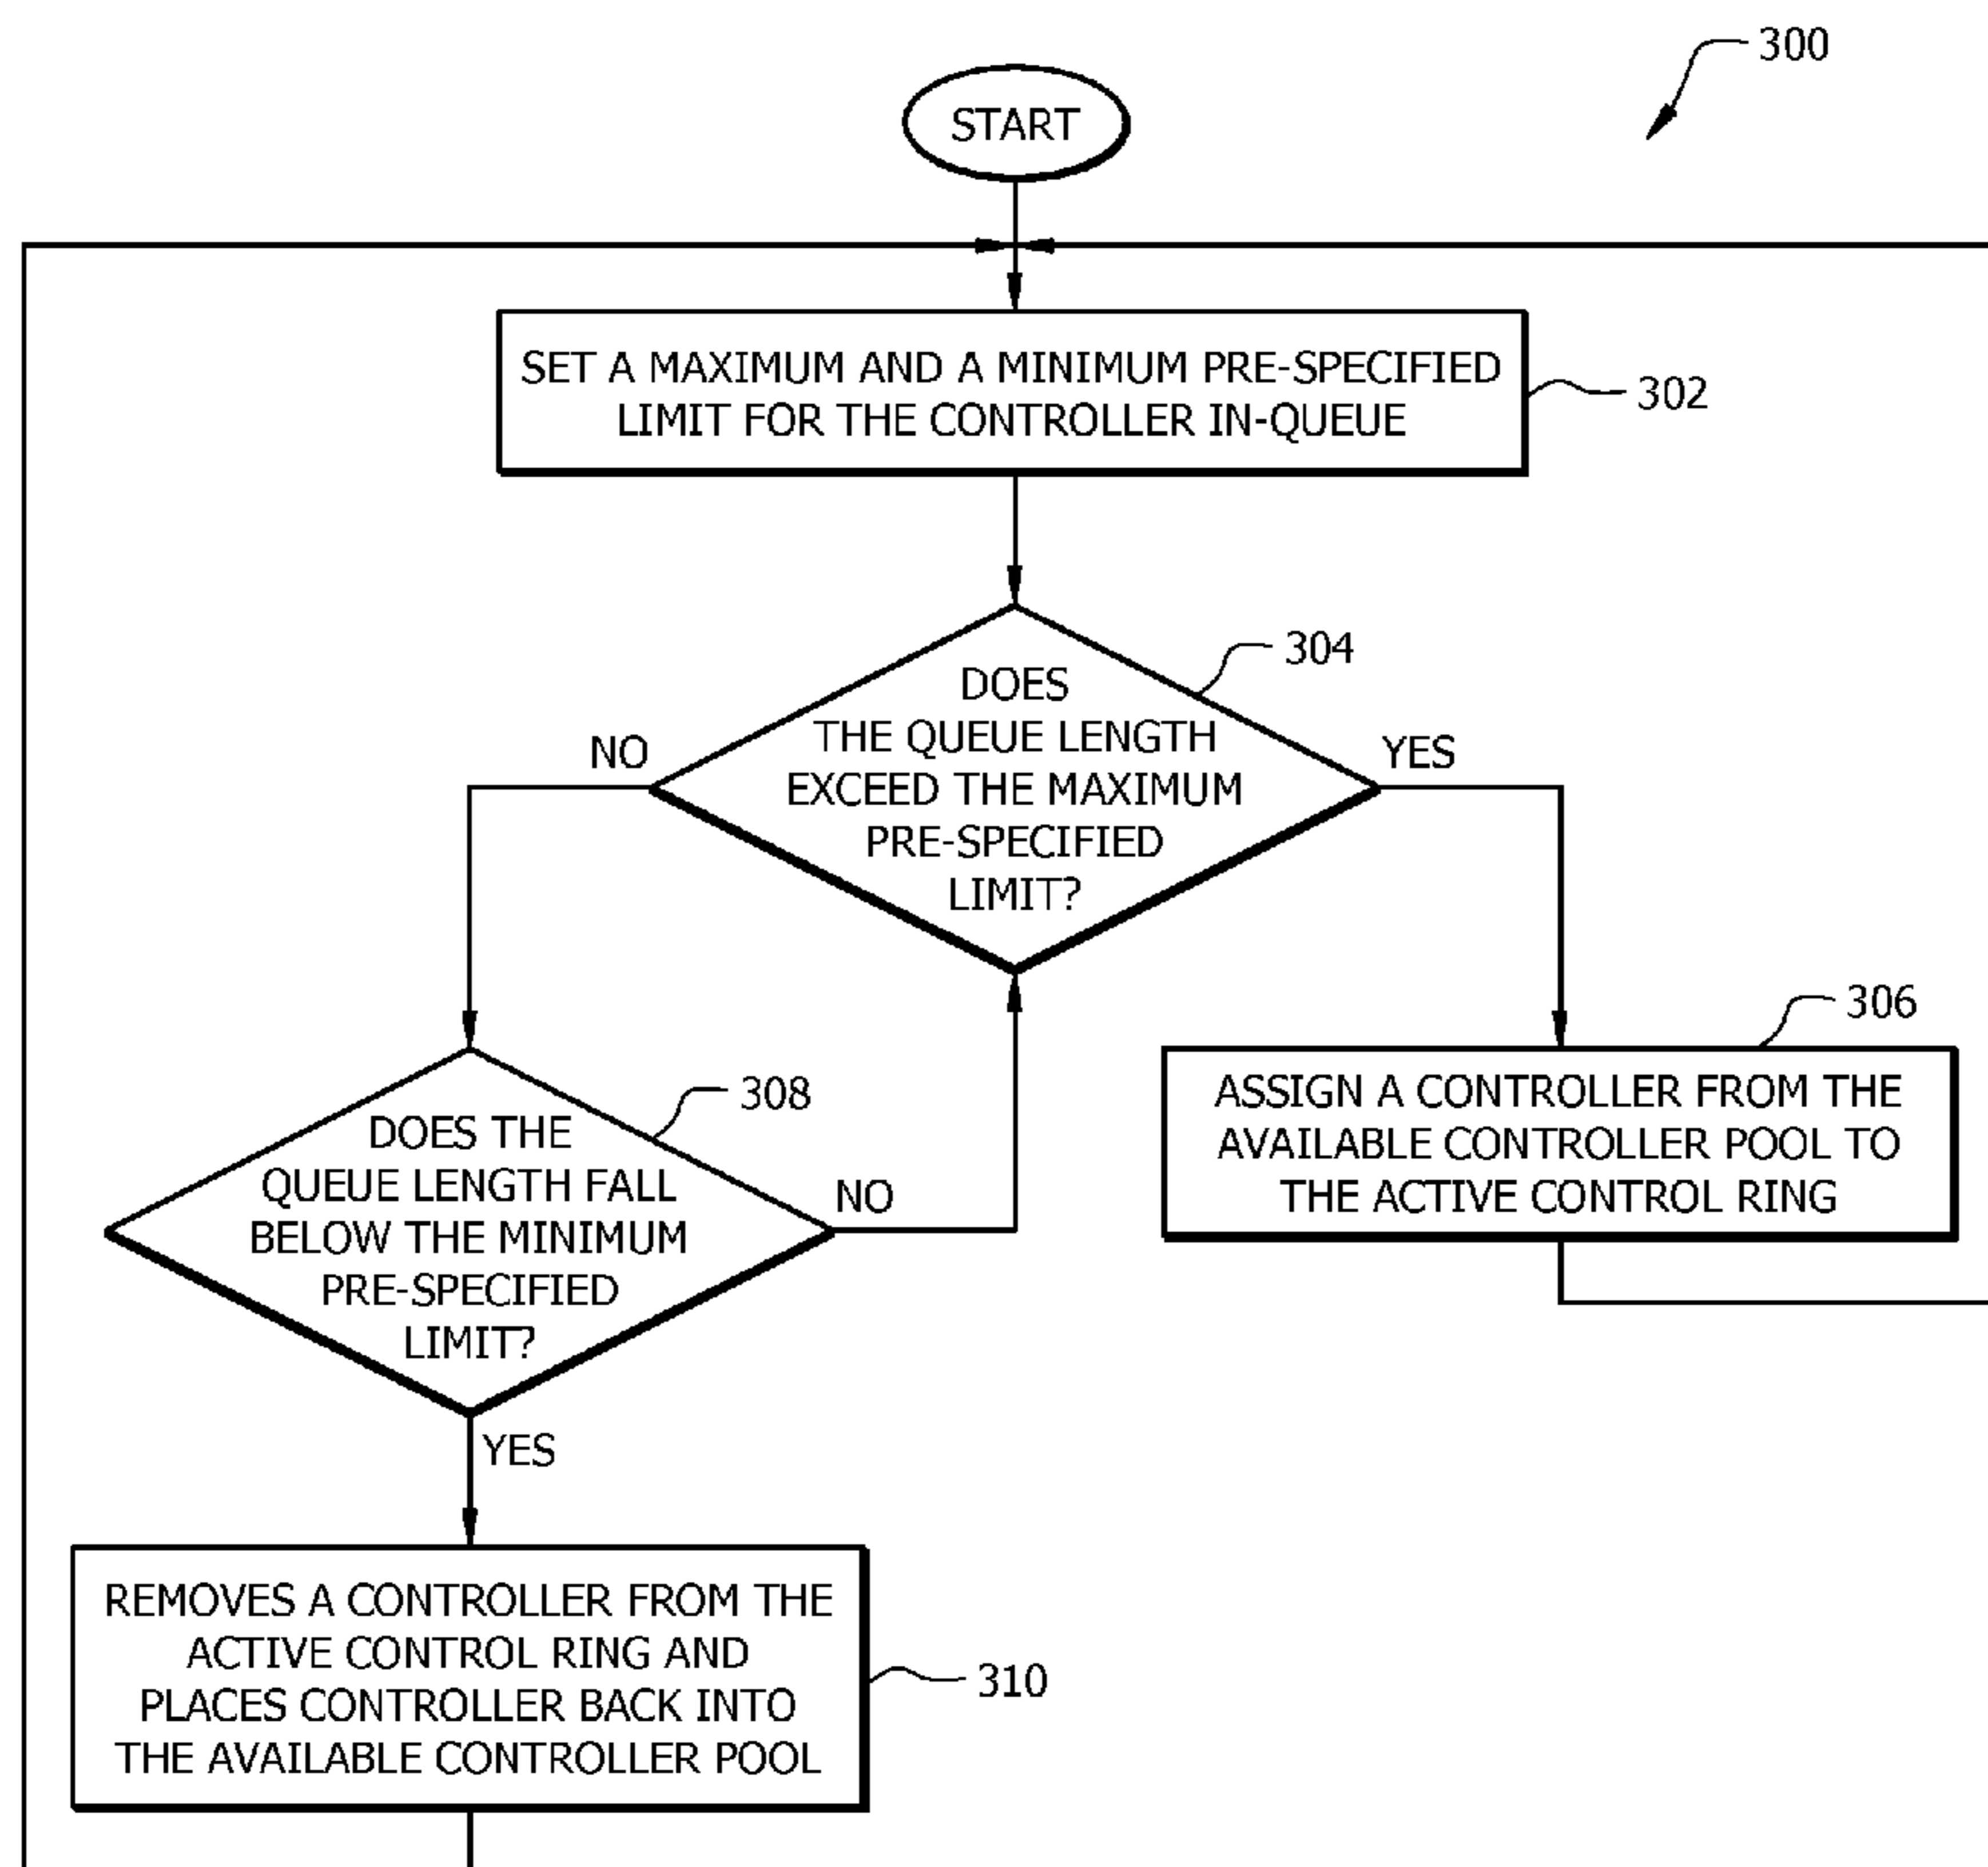 300
START
SET A MAXIMUM AND A MINIMUM PRE-SPECIFIED
LIMIT FOR THE CONTROLLER IN-QUEUE
302
304
DOES
THE QUEUE LENGTH
EXCEED THE MAXIMUM
PRE-SPECIFIED
LIMIT?
NO
YES
306
ASSIGN A CONTROLLER FROM THE
AVAILABLE CONTROLLER POOL TO
THE ACTIVE CONTROL RING
308
DOES THE
QUEUE LENGTH FALL
BELOW THE MINIMUM
PRE-SPECIFIED
LIMIT?
NO
YES
REMOVES A CONTROLLER FROM THE
ACTIVE CONTROL RING AND
PLACES CONTROLLER BACK INTO
THE AVAILABLE CONTROLLER POOL
310